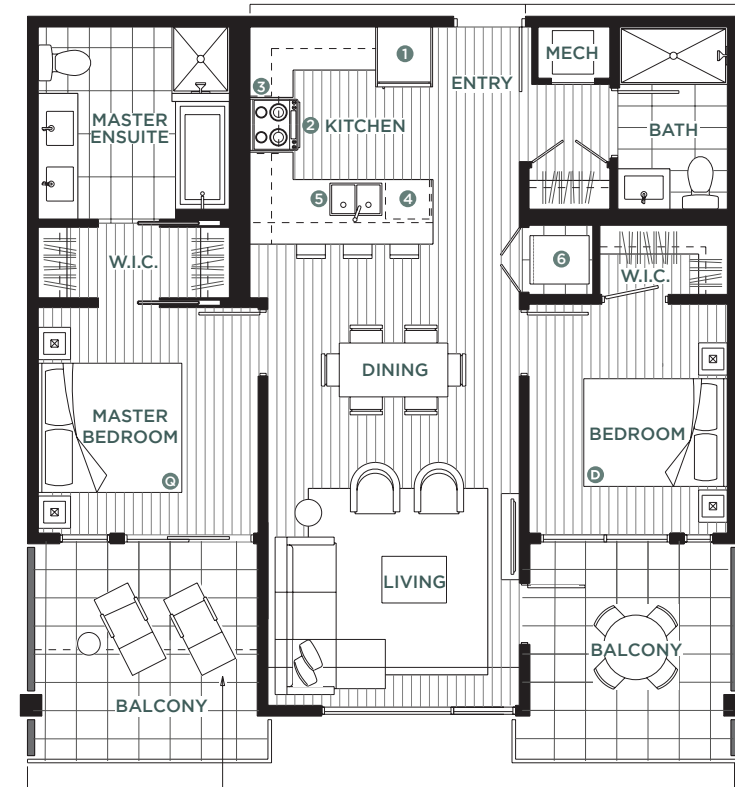 1
MECH
ENTRY
3
MASTER
ENSUITE
2 KITCHEN
BATH
5
4
W.I.C.
6
W.I.C.
DINING
MASTER
BEDROOM
BEDROOM
Q
D
LIVING
BALCONY
BALCONY